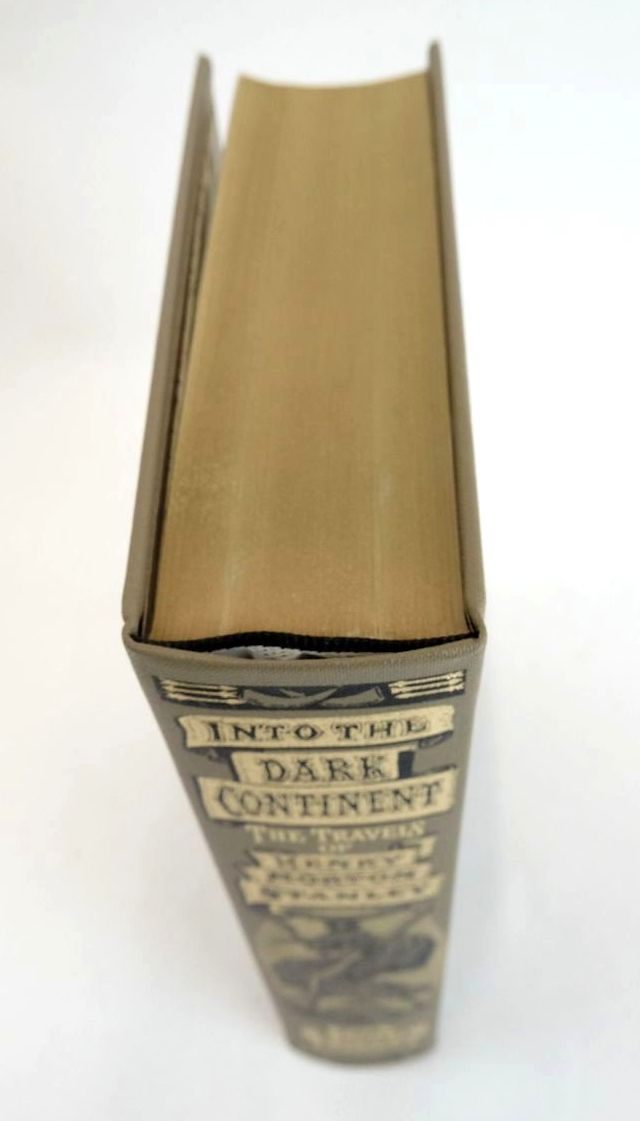 INTO THE
DARK
CONTINENT
THE TRAVELS
OF
HENRY
MORTON
STANLEY